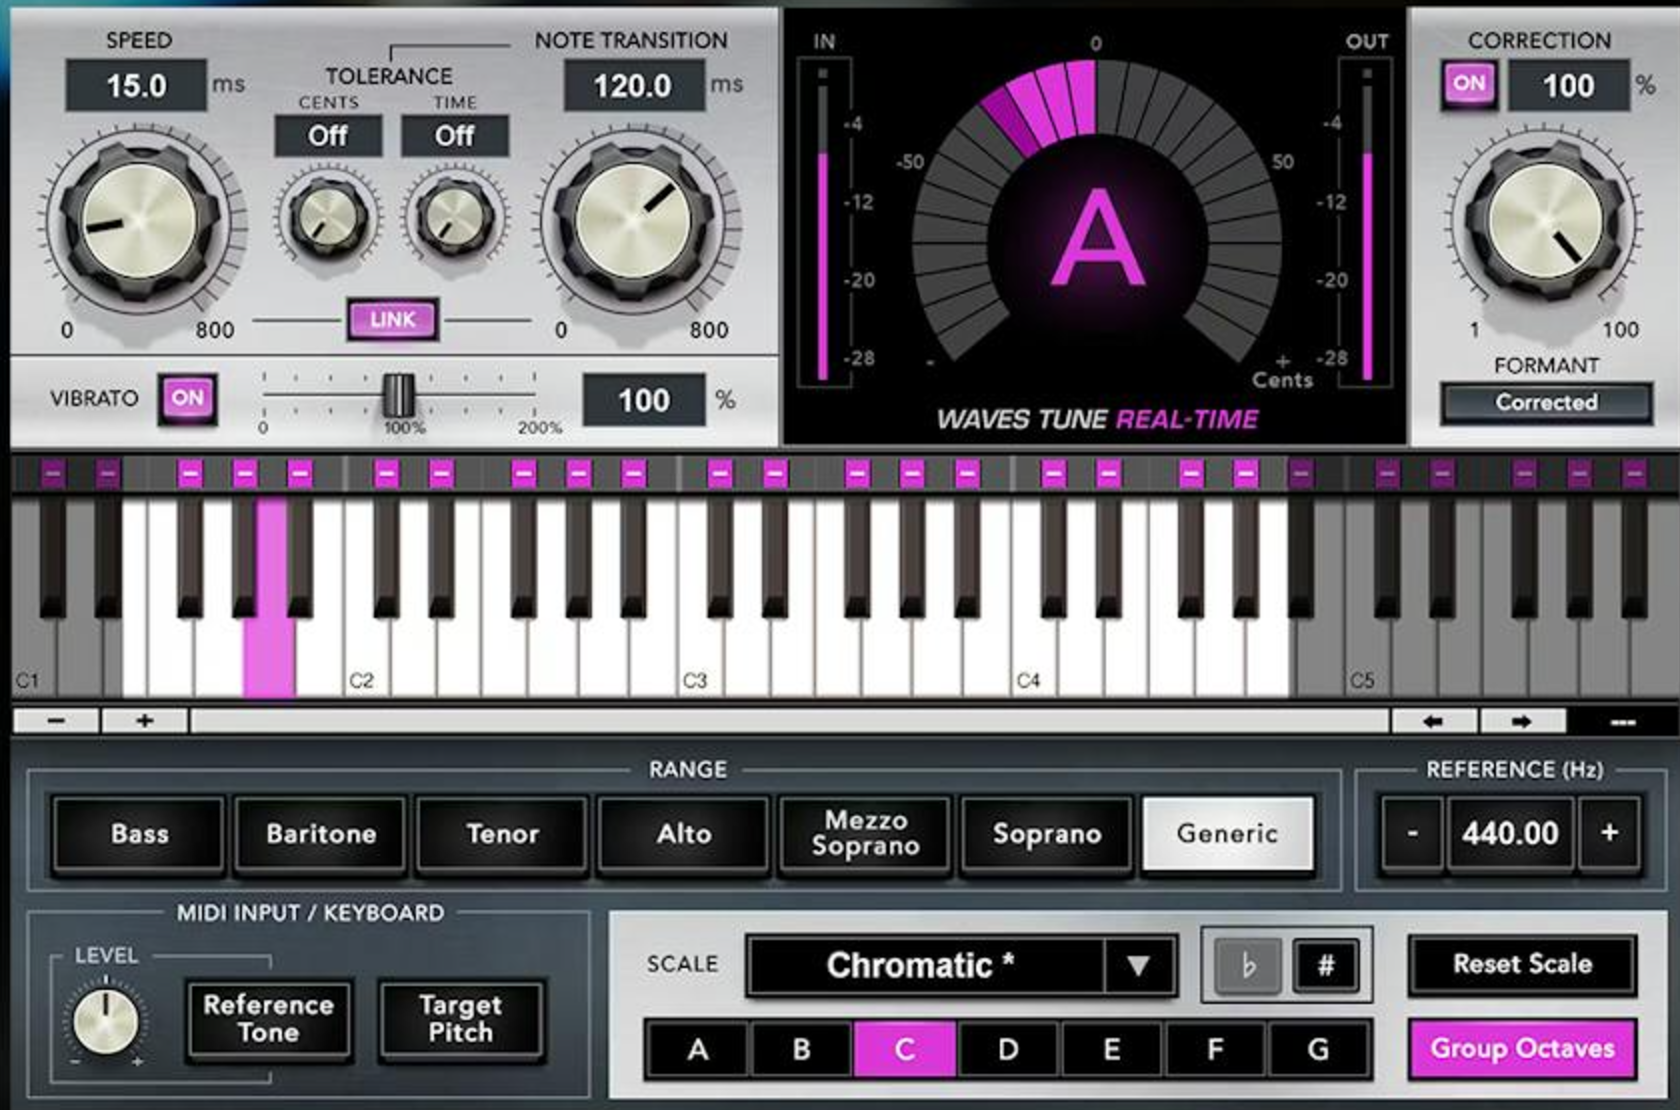 SPEED
15.0 ms
0 800
TOLERANCE
CENTS TIME
Off Off
LINK
NOTE TRANSITION
120.0 ms
0 800
VIBRATO ON
0 100% 200%
100 %
IN
-4
-12
-20
-28
0
-50 50
A
- +
Cents
OUT
-4
-12
-20
-28
WAVES TUNE REAL-TIME
CORRECTION
ON 100 %
1 100
FORMANT
Corrected
C1 C2 C3 C4 C5
- + ---
RANGE
Bass Baritone Tenor Alto Mezzo Soprano Soprano Generic
REFERENCE (Hz)
- 440.00 +
MIDI INPUT / KEYBOARD
LEVEL
- +
Reference Tone
Target Pitch
SCALE Chromatic * ♭ # Reset Scale
A B C D E F G Group Octaves